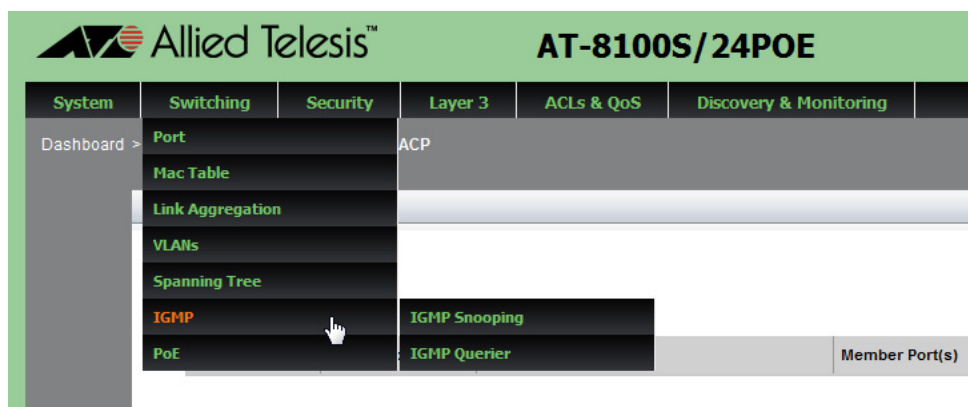 Allied Telesis™ AT-8100S/24POE
System Switching Security Layer 3 ACLs & QoS Discovery & Monitoring
Dashboard > Port ACP
Mac Table
Link Aggregation
VLANs
Spanning Tree
IGMP IGMP Snooping
PoE IGMP Querier Member Port(s)